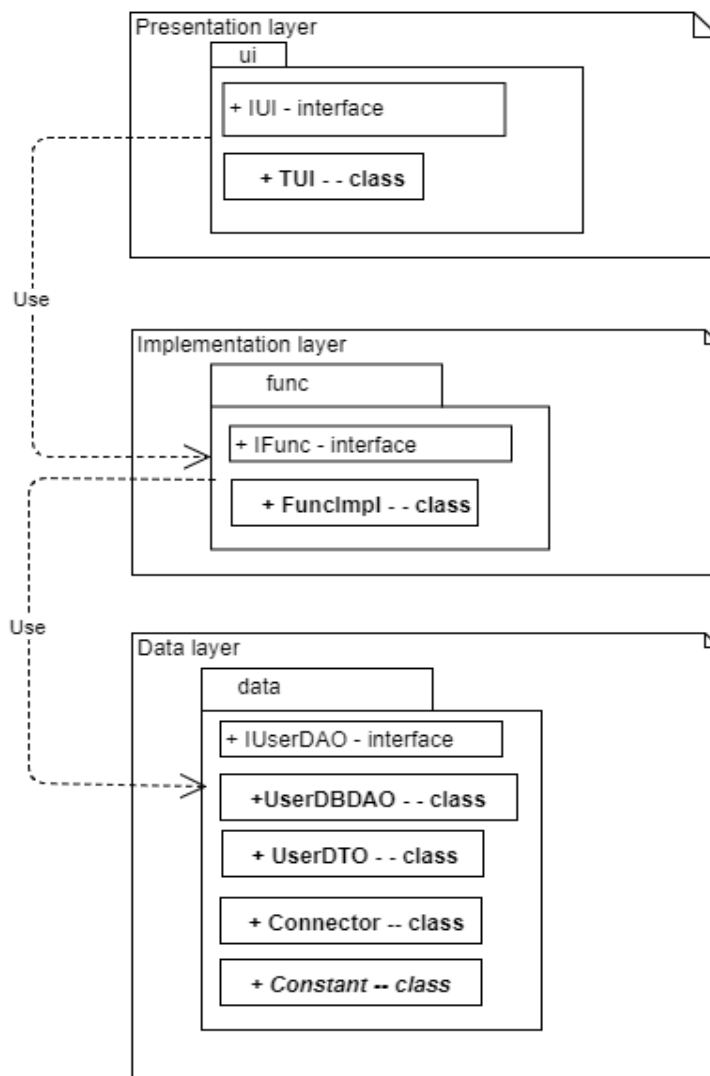 Presentation layer
ui
+ IUI - interface
+ TUI - - class
Use
Implementation layer
func
+ IFunc - interface
+ FuncImpl - - class
Use
Data layer
data
+ IUserDAO - interface
+UserDBDAO - - class
+ UserDTO - - class
+ Connector -- class
+ Constant -- class